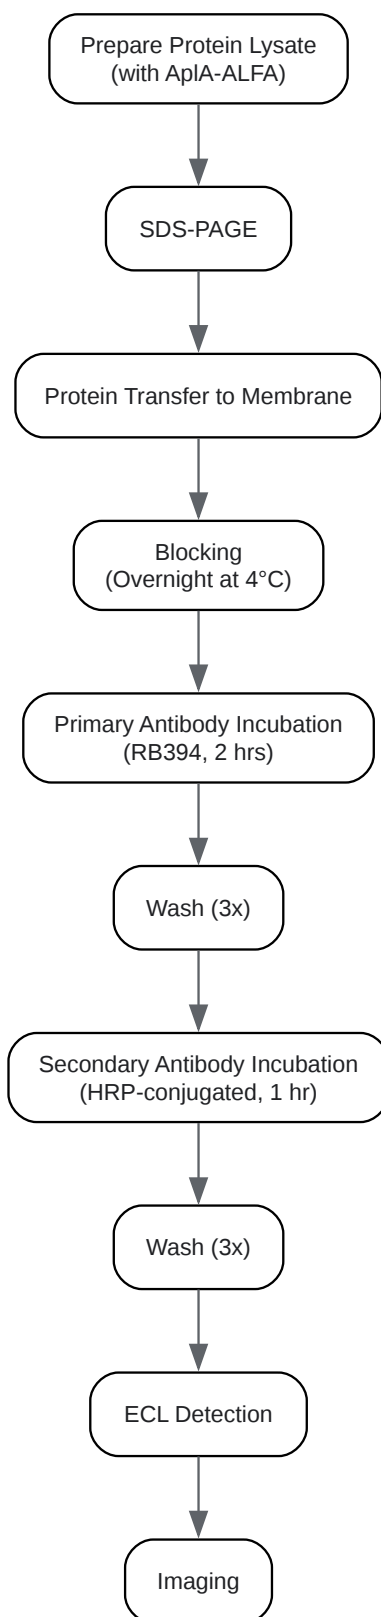 Prepare Protein Lysate
(with AplA-ALFA)
SDS-PAGE
Protein Transfer to Membrane
Blocking
(Overnight at 4°C)
Primary Antibody Incubation
(RB394, 2 hrs)
Wash (3x)
Secondary Antibody Incubation
(HRP-conjugated, 1 hr)
Wash (3x)
ECL Detection
Imaging